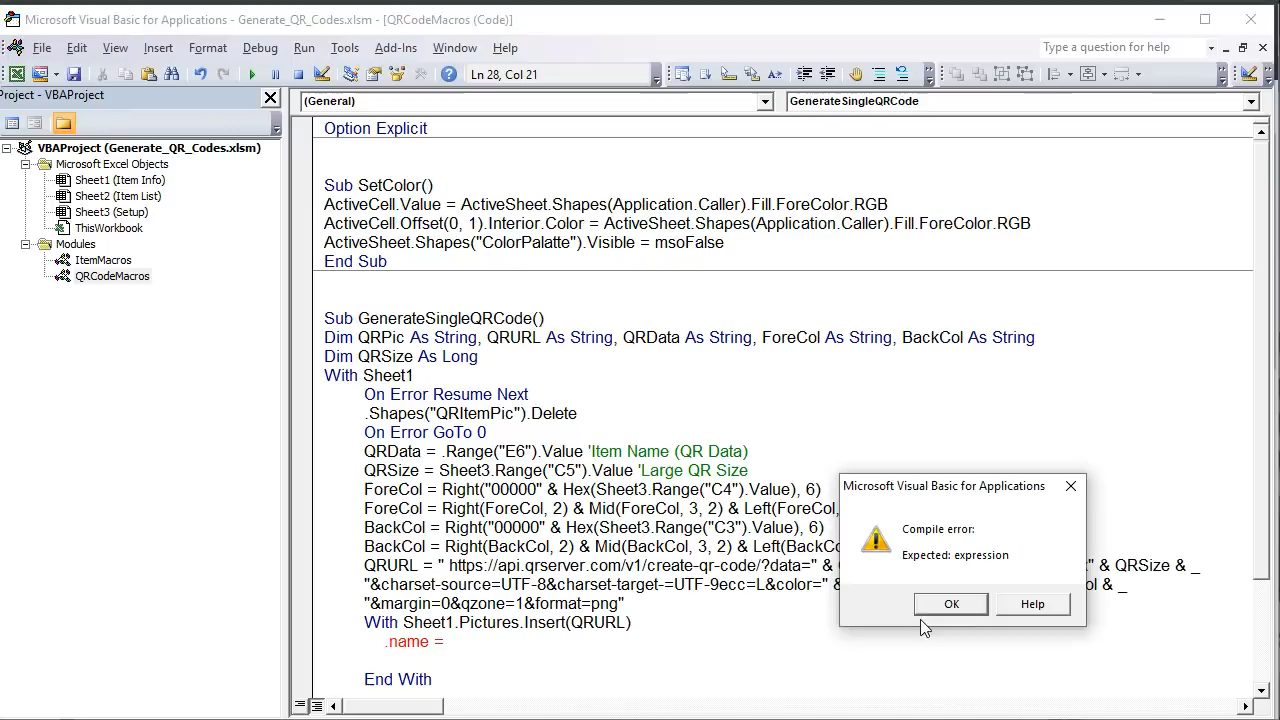 Microsoft Visual Basic for Applications - Generate_QR_Codes.xlsm - [QRCodeMacros (Code)]
File Edit View Insert Format Debug Run Tools Add-Ins Window Help
Type a question for help
Ln 28, Col 21
Project - VBAProject
(General)
GenerateSingleQRCode
VBAProject (Generate_QR_Codes.xlsm)
Microsoft Excel Objects
Sheet1 (Item Info)
Sheet2 (Item List)
Sheet3 (Setup)
ThisWorkbook
Modules
ItemMacros
QRCodeMacros
Option Explicit
Sub SetColor()
ActiveCell.Value = ActiveSheet.Shapes(Application.Caller).Fill.ForeColor.RGB
ActiveCell.Offset(0, 1).Interior.Color = ActiveSheet.Shapes(Application.Caller).Fill.ForeColor.RGB
ActiveSheet.Shapes("ColorPalatte").Visible = msoFalse
End Sub
Sub GenerateSingleQRCode()
Dim QRPic As String, QRURL As String, QRData As String, ForeCol As String, BackCol As String
Dim QRSize As Long
With Sheet1
On Error Resume Next
.Shapes("QRItemPic").Delete
On Error GoTo 0
QRData = .Range("E6").Value 'Item Name (QR Data)
QRSize = Sheet3.Range("C5").Value 'Large QR Size
ForeCol = Right("00000" & Hex(Sheet3.Range("C4").Value), 6)
ForeCol = Right(ForeCol, 2) & Mid(ForeCol, 3, 2) & Left(ForeCol,
BackCol = Right("00000" & Hex(Sheet3.Range("C3").Value), 6)
BackCol = Right(BackCol, 2) & Mid(BackCol, 3, 2) & Left(BackCo
QRURL = " https://api.qrserver.com/v1/create-qr-code/?data=" & " & QRSize & _
"&charset-source=UTF-8&charset-target-=UTF-9ecc=L&color=" & ol & _
"&margin=0&qzone=1&format=png"
With Sheet1.Pictures.Insert(QRURL)
.name =
End With
Microsoft Visual Basic for Applications
Compile error:
Expected: expression
OK
Help